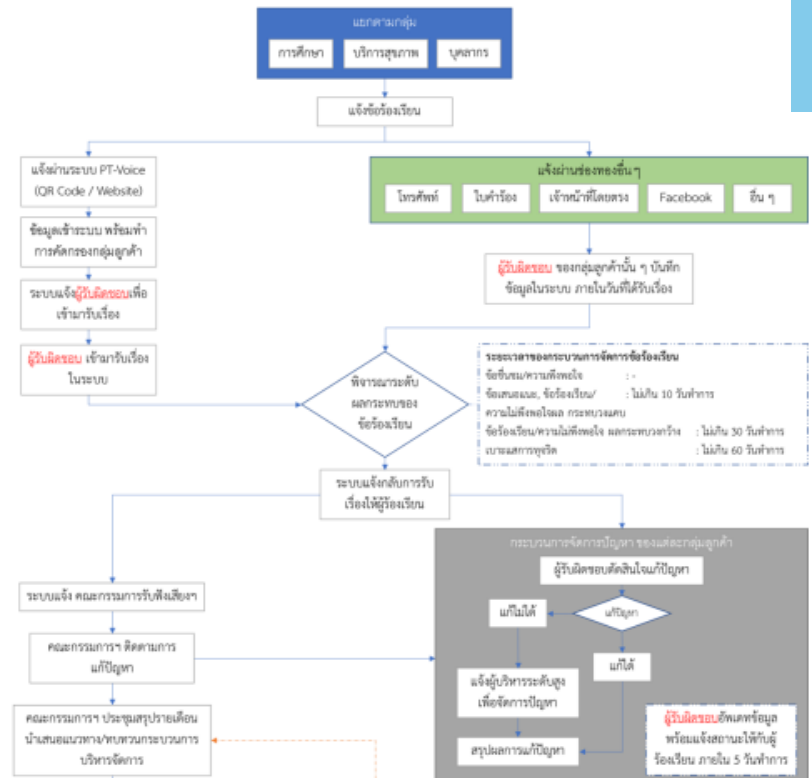 แยกตามกลุ่ม
การศึกษา
บริการสุขภาพ
บุคลากร
แจ้งข้อร้องเรียน
แจ้งผ่านระบบ PT-Voice
(QR Code / Website)
ข้อมูลเข้าระบบ พร้อมทำ
การคัดกรองกลุ่มลูกค้า
ระบบแจ้งผู้รับผิดชอบเพื่อ
เข้ามารับเรื่อง
ผู้รับผิดชอบ เข้ามารับเรื่อง
ในระบบ
แจ้งผ่านช่องทองอื่น ๆ
โทรศัพท์
ใบคำร้อง
เจ้าหน้าที่โดยตรง
Facebook
อื่น ๆ
ผู้รับผิดชอบ ของกลุ่มลูกค้านั้น ๆ บันทึก
ข้อมูลในระบบ ภายในวันที่ได้รับเรื่อง
พิจารณาระดับ
ผลกระทบของ
ข้อร้องเรียน
ระยะเวลาของกระบวนการจัดการข้อร้องเรียน
ข้อชื่นชม/ความพึงพอใจ : -
ข้อเสนอแนะ, ข้อร้องเรียน/ : ไม่เกิน 10 วันทำการ
ความไม่พึงพอใจผล กระทบวงแคบ
ข้อร้องเรียน/ความไม่พึงพอใจ ผลกระทบวงกว้าง : ไม่เกิน 30 วันทำการ
เบาะแสการทุจริต : ไม่เกิน 60 วันทำการ
ระบบแจ้งกลับการรับ
เรื่องให้ผู้ร้องเรียน
ระบบแจ้ง คณะกรรมการรับฟังเสียงฯ
คณะกรรมการฯ ติดตามการ
แก้ปัญหา
คณะกรรมการฯ ประชุมสรุปรายเดือน
นำเสนอแนวทาง/ทบทวนกระบวนการ
บริหารจัดการ
กระบวนการจัดการปัญหา ของแต่ละกลุ่มลูกค้า
ผู้รับผิดชอบตัดสินใจแก้ปัญหา
แก้ปัญหา
แก้ไม่ได้
แก้ได้
แจ้งผู้บริหารระดับสูง
เพื่อจัดการปัญหา
สรุปผลการแก้ปัญหา
ผู้รับผิดชอบอัพเดทข้อมูล
พร้อมแจ้งสถานะให้กับผู้
ร้องเรียน ภายใน 5 วันทำการ